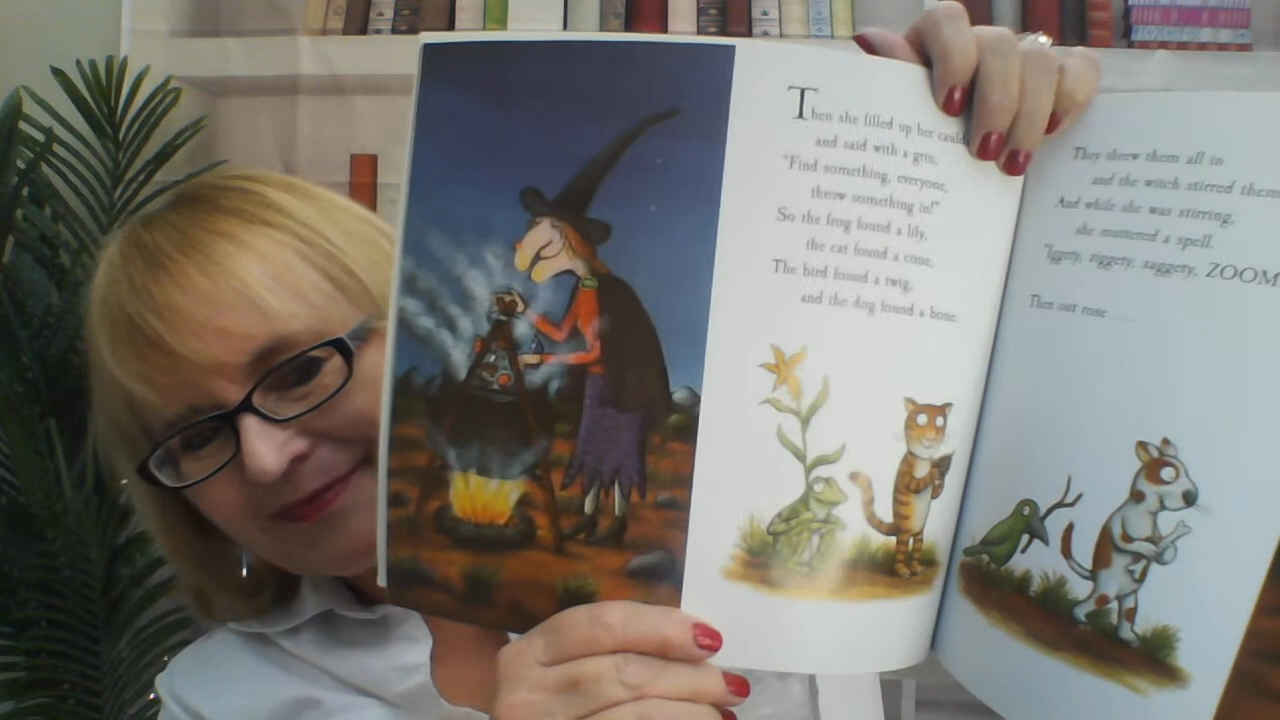 Then she filled up her
and said with a grin,
"Find something, everyone,
throw something in!"
So the frog found a lily,
the cat found a cone,
The bird found a twig,
and the dog found a bone.
They threw them all in
and the witch stirred them
And while she was stirring,
she muttered a spell.
"Iggety, ziggety, zaggety, ZOOM
Then out rose . . . .